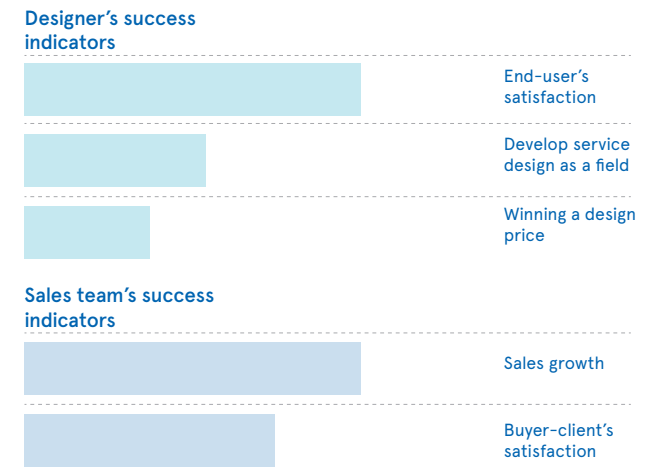 Designer’s success
indicators
End-user’s
satisfaction
Develop service
design as a field
Winning a design
price
Sales team’s success
indicators
Sales growth
Buyer-client’s
satisfaction